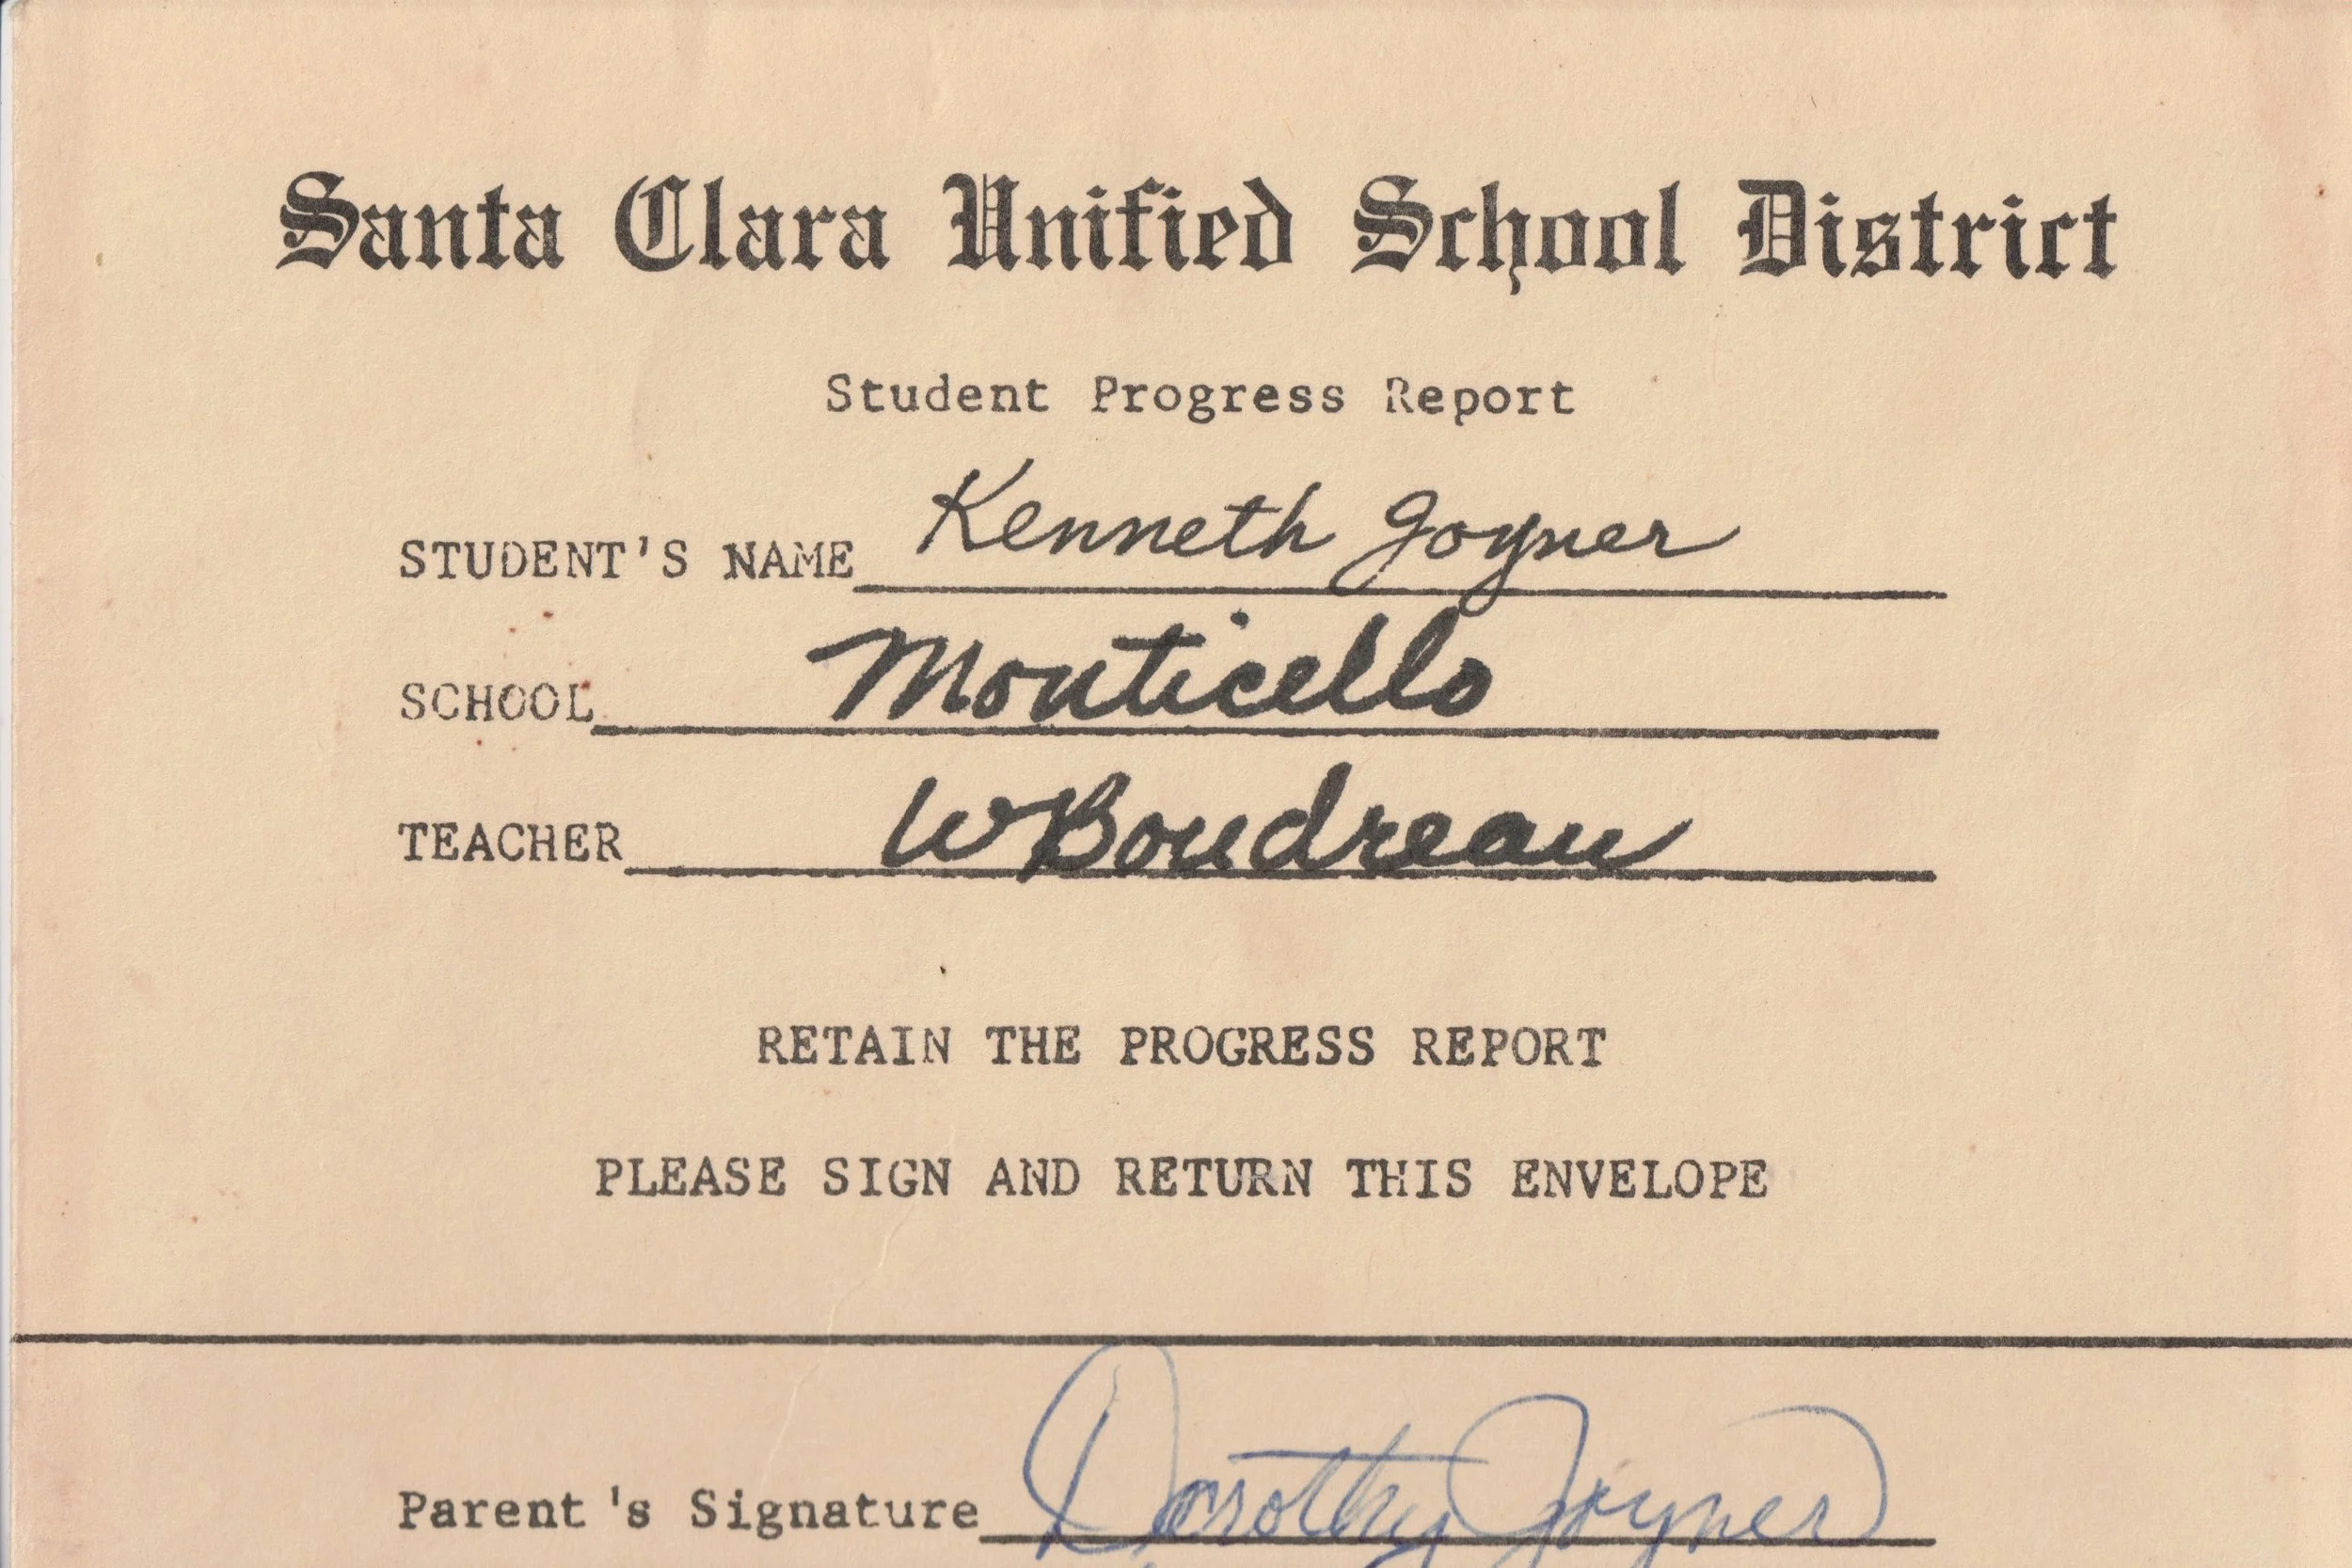 Santa Clara Unified School District
Student Progress Report
STUDENT'S NAME Kenneth Joyner
SCHOOL Monticello
TEACHER W Boudreau
RETAIN THE PROGRESS REPORT
PLEASE SIGN AND RETURN THIS ENVELOPE
Parent's Signature Dorothy Joyner